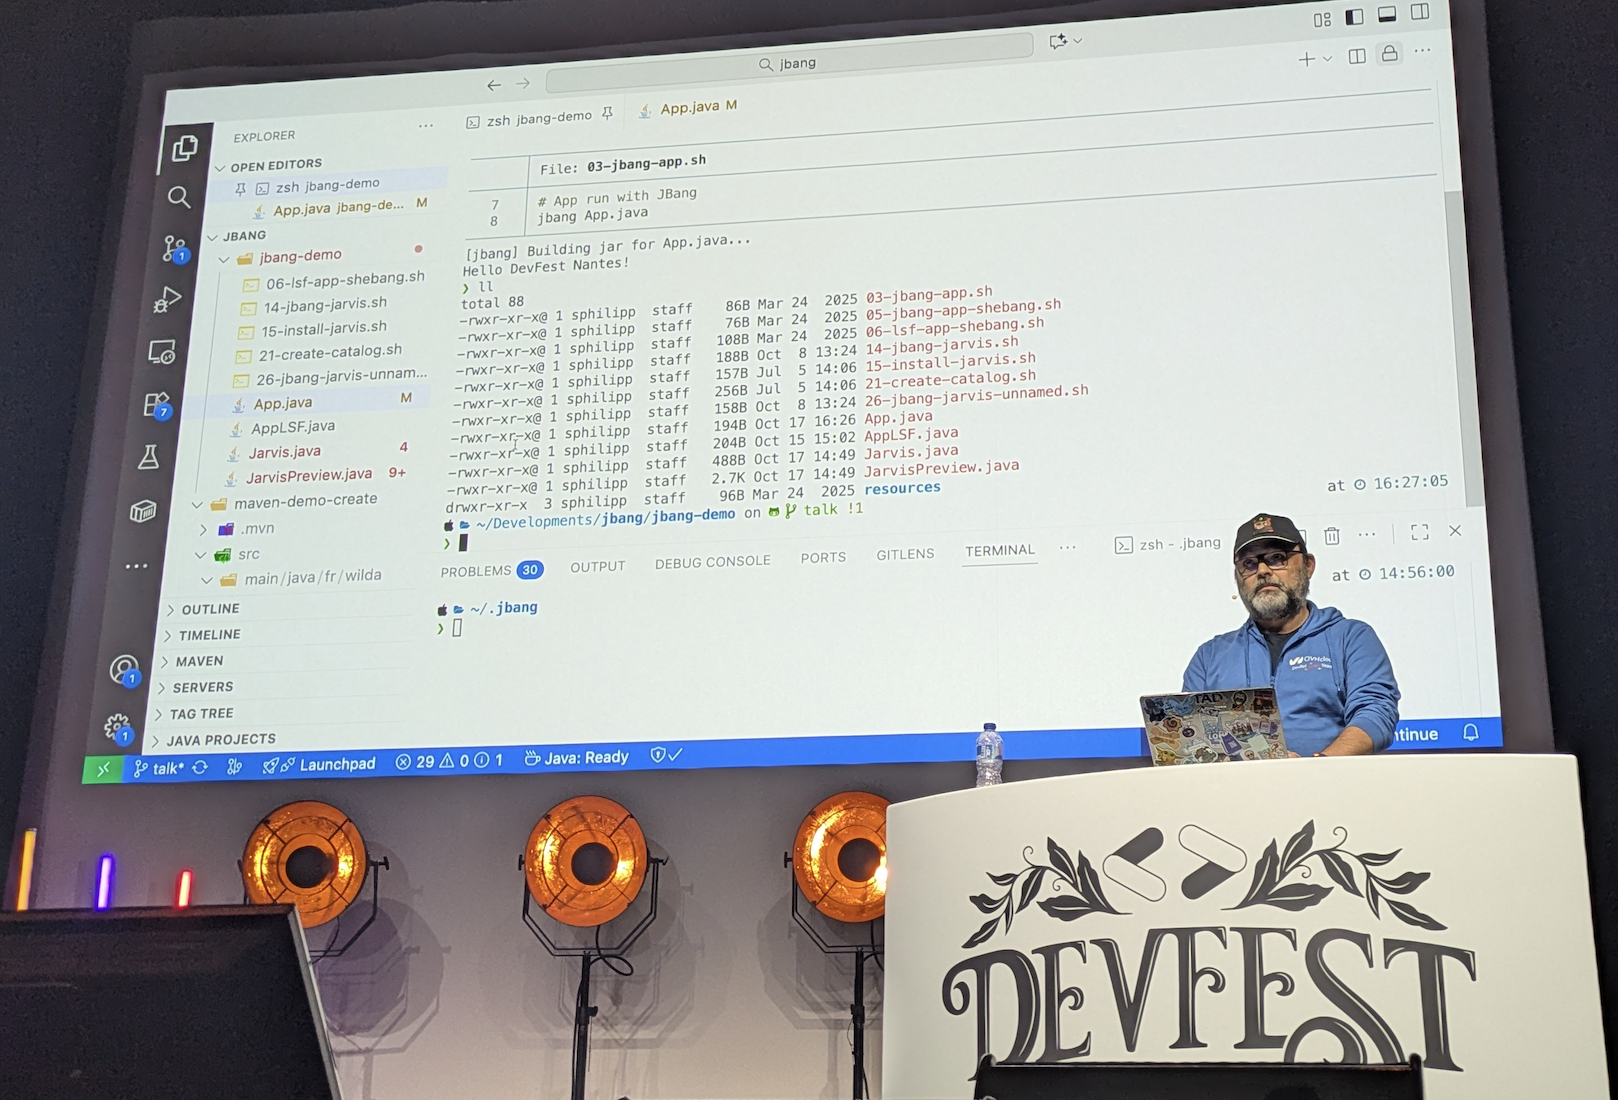 jbang
EXPLORER
OPEN EDITORS
zsh jbang-demo
App.java jbang-de... M
JBANG
jbang-demo
06-lsf-app-shebang.sh
14-jbang-jarvis.sh
15-install-jarvis.sh
21-create-catalog.sh
26-jbang-jarvis-unnam...
App.java M
AppLSF.java
Jarvis.java 4
JarvisPreview.java 9+
maven-demo-create
.mvn
src
main/java/fr/wilda
OUTLINE
TIMELINE
MAVEN
SERVERS
TAG TREE
JAVA PROJECTS
1
7
1
1
zsh jbang-demo
App.java M
File: 03-jbang-app.sh
7 # App run with JBang
8 jbang App.java
[jbang] Building jar for App.java...
Hello DevFest Nantes!
❯ ll
total 88
-rwxr-xr-x@ 1 sphilipp staff 86B Mar 24 2025 03-jbang-app.sh
-rwxr-xr-x@ 1 sphilipp staff 76B Mar 24 2025 05-jbang-app-shebang.sh
-rwxr-xr-x@ 1 sphilipp staff 108B Mar 24 2025 06-lsf-app-shebang.sh
-rwxr-xr-x@ 1 sphilipp staff 188B Oct 8 13:24 14-jbang-jarvis.sh
-rwxr-xr-x@ 1 sphilipp staff 157B Jul 5 14:06 15-install-jarvis.sh
-rwxr-xr-x@ 1 sphilipp staff 256B Jul 5 14:06 21-create-catalog.sh
-rwxr-xr-x@ 1 sphilipp staff 158B Oct 8 13:24 26-jbang-jarvis-unnamed.sh
-rwxr-xr-x@ 1 sphilipp staff 194B Oct 17 16:26 App.java
-rwxr-xr-x@ 1 sphilipp staff 204B Oct 15 15:02 AppLSF.java
-rwxr-xr-x@ 1 sphilipp staff 488B Oct 17 14:49 Jarvis.java
-rwxr-xr-x@ 1 sphilipp staff 2.7K Oct 17 14:49 JarvisPreview.java
drwxr-xr-x 3 sphilipp staff 96B Mar 24 2025 resources
~/Developments/jbang/jbang-demo on talk !1 at 16:27:05
❯
PROBLEMS 30 OUTPUT DEBUG CONSOLE PORTS GITLENS TERMINAL ··· zsh - .jbang
~/.jbang at 14:56:00
❯
talk* Launchpad 29 0 1 Java: Ready
OVHcloud
DEVFEST